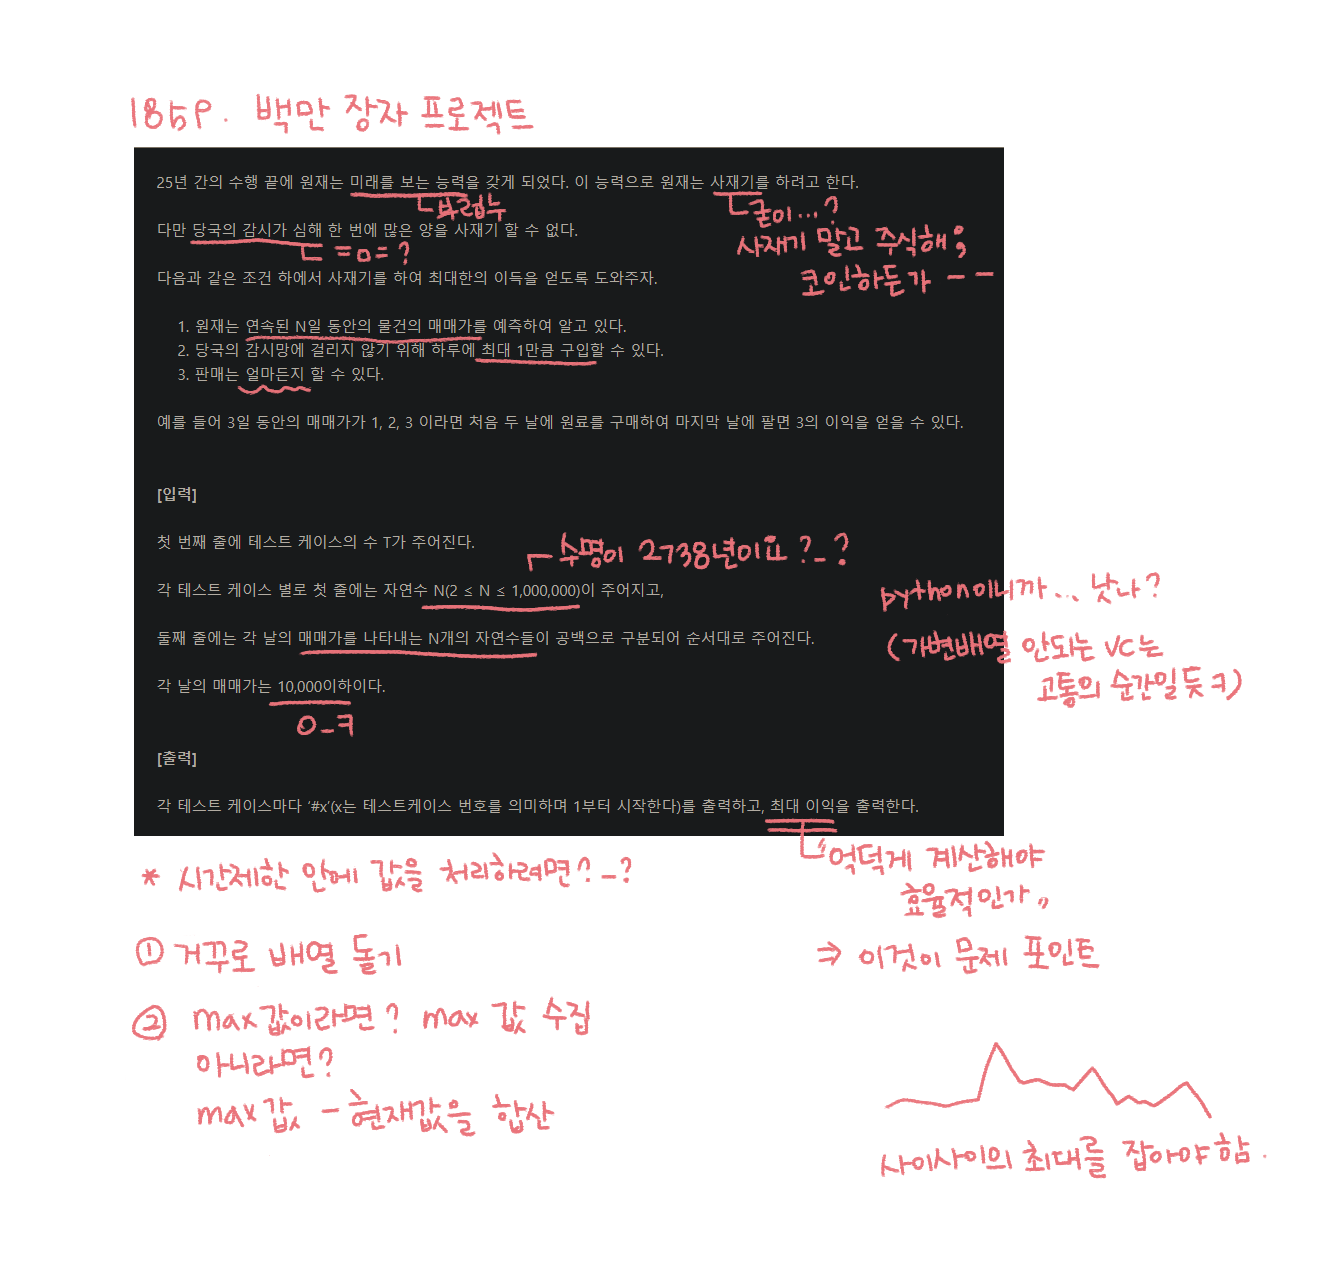 1859. 백만 장자 프로젝트
25년 간의 수행 끝에 원재는 미래를 보는 능력을 갖게 되었다. 이 능력으로 원재는 사재기를 하려고 한다.
부럽누
굳이...?
다만 당국의 감시가 심해 한 번에 많은 양을 사재기 할 수 없다.
사재기 말고 주식해;
=ㅁ=?
다음과 같은 조건 하에서 사재기를 하여 최대한의 이득을 얻도록 도와주자.
코인하든가 --
1. 원재는 연속된 N일 동안의 물건의 매매가를 예측하여 알고 있다.
2. 당국의 감시망에 걸리지 않기 위해 하루에 최대 1만큼 구입할 수 있다.
3. 판매는 얼마든지 할 수 있다.
예를 들어 3일 동안의 매매가가 1, 2, 3 이라면 처음 두 날에 원료를 구매하여 마지막 날에 팔면 3의 이익을 얻을 수 있다.
[입력]
첫 번째 줄에 테스트 케이스의 수 T가 주어진다.
수명이 2738년이요?_?
각 테스트 케이스 별로 첫 줄에는 자연수 N(2 ≤ N ≤ 1,000,000)이 주어지고,
python이니까... 낫나?
둘째 줄에는 각 날의 매매가를 나타내는 N개의 자연수들이 공백으로 구분되어 순서대로 주어진다.
(가변배열 안되는 VC는
고통의 순간일듯ㅋ)
각 날의 매매가는 10,000이하이다.
ㅇ_ㅋ
[출력]
각 테스트 케이스마다 ‘#x’(x는 테스트케이스 번호를 의미하며 1부터 시작한다)를 출력하고, 최대 이익을 출력한다.
"억덕게 계산해야
효율적인가"
* 시간제한 안에 값을 처리하려면?_?
① 거꾸로 배열 돌기
⇒ 이것이 문제 포인트
② max값이라면? max 값 수집
아니라면?
max값 - 현재값을 합산
사이사이의 최대를 잡아야함.